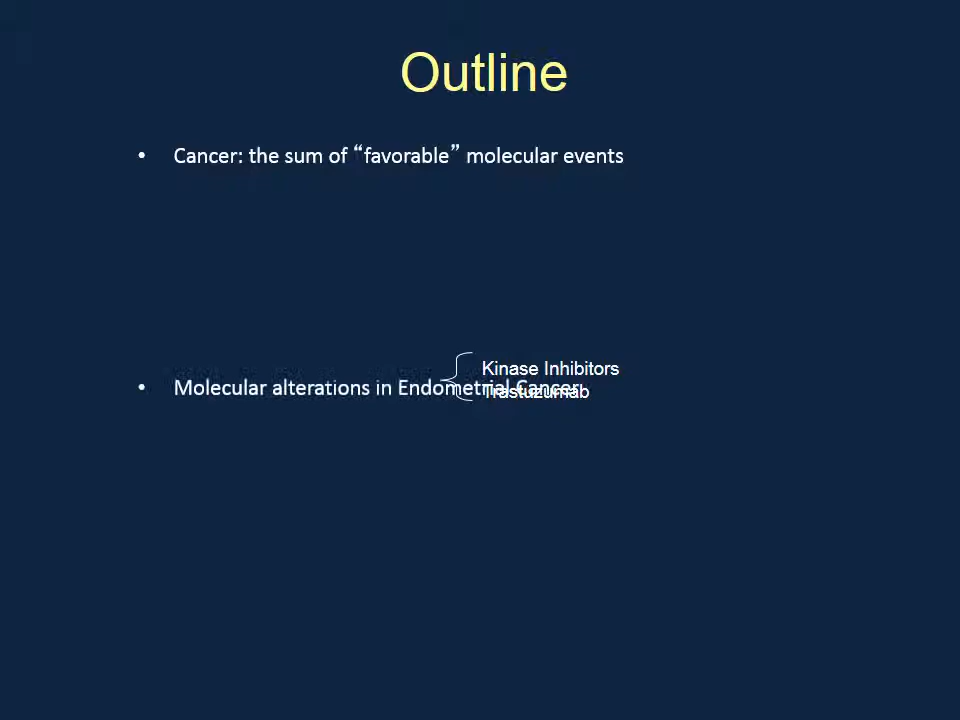 Outline
• Cancer: the sum of “favorable” molecular events
Kinase Inhibitors
• Molecular alterations in Endometrial Cancer
Trastuzumab